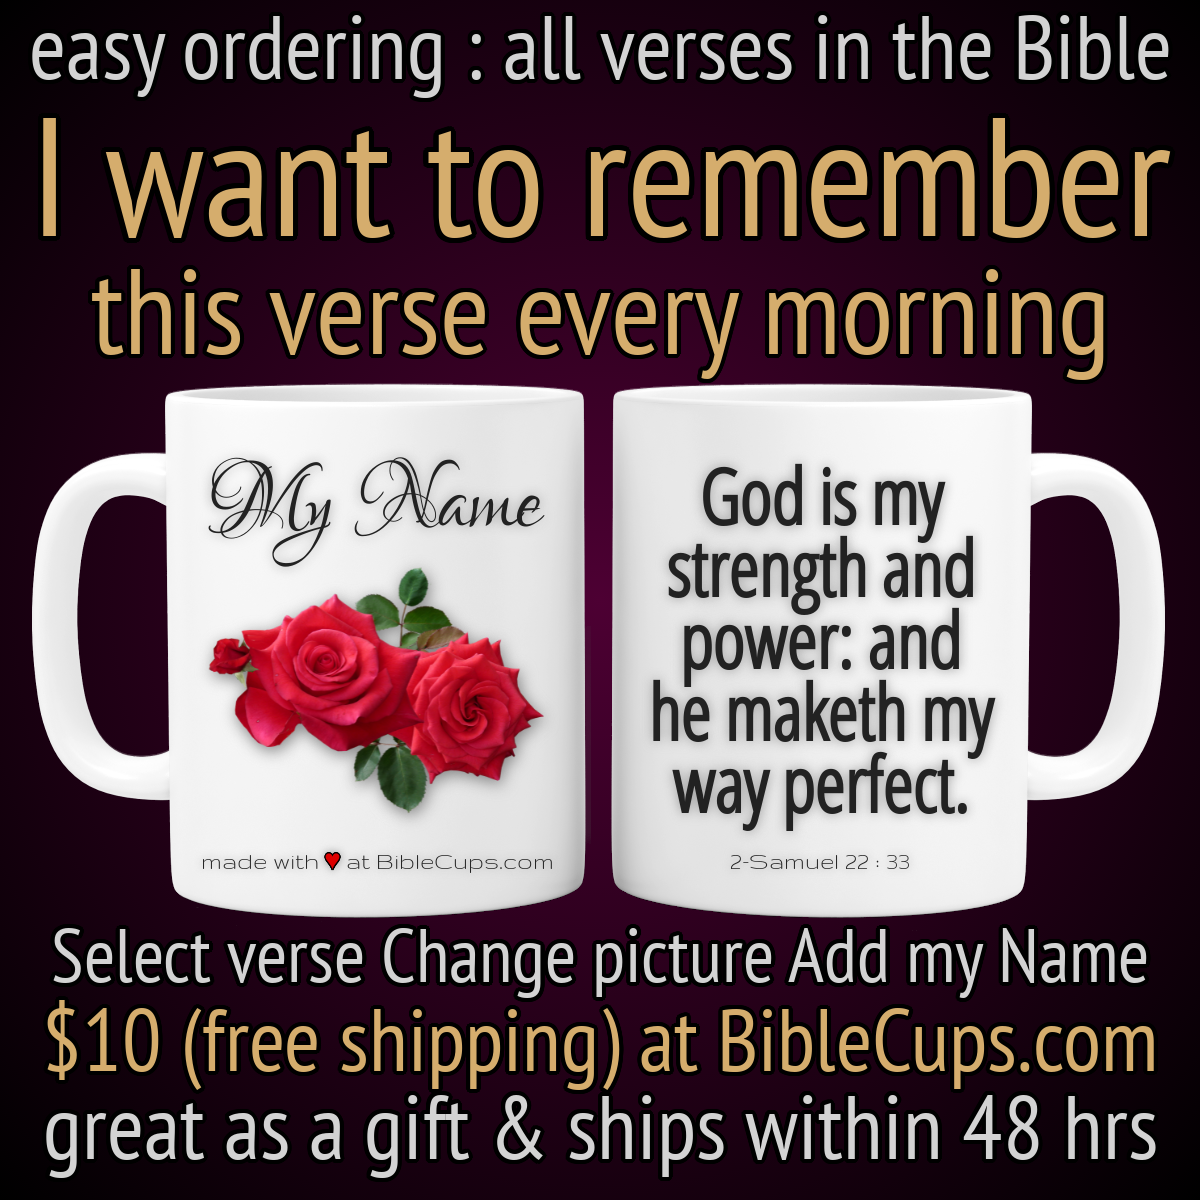 easy ordering : all verses in the Bible
I want to remember
this verse every morning
My Name
made with ♥ at BibleCups.com
God is my
strength and
power: and
he maketh my
way perfect.
2-Samuel 22 : 33
Select verse Change picture Add my Name
$10 (free shipping) at BibleCups.com
great as a gift & ships within 48 hrs